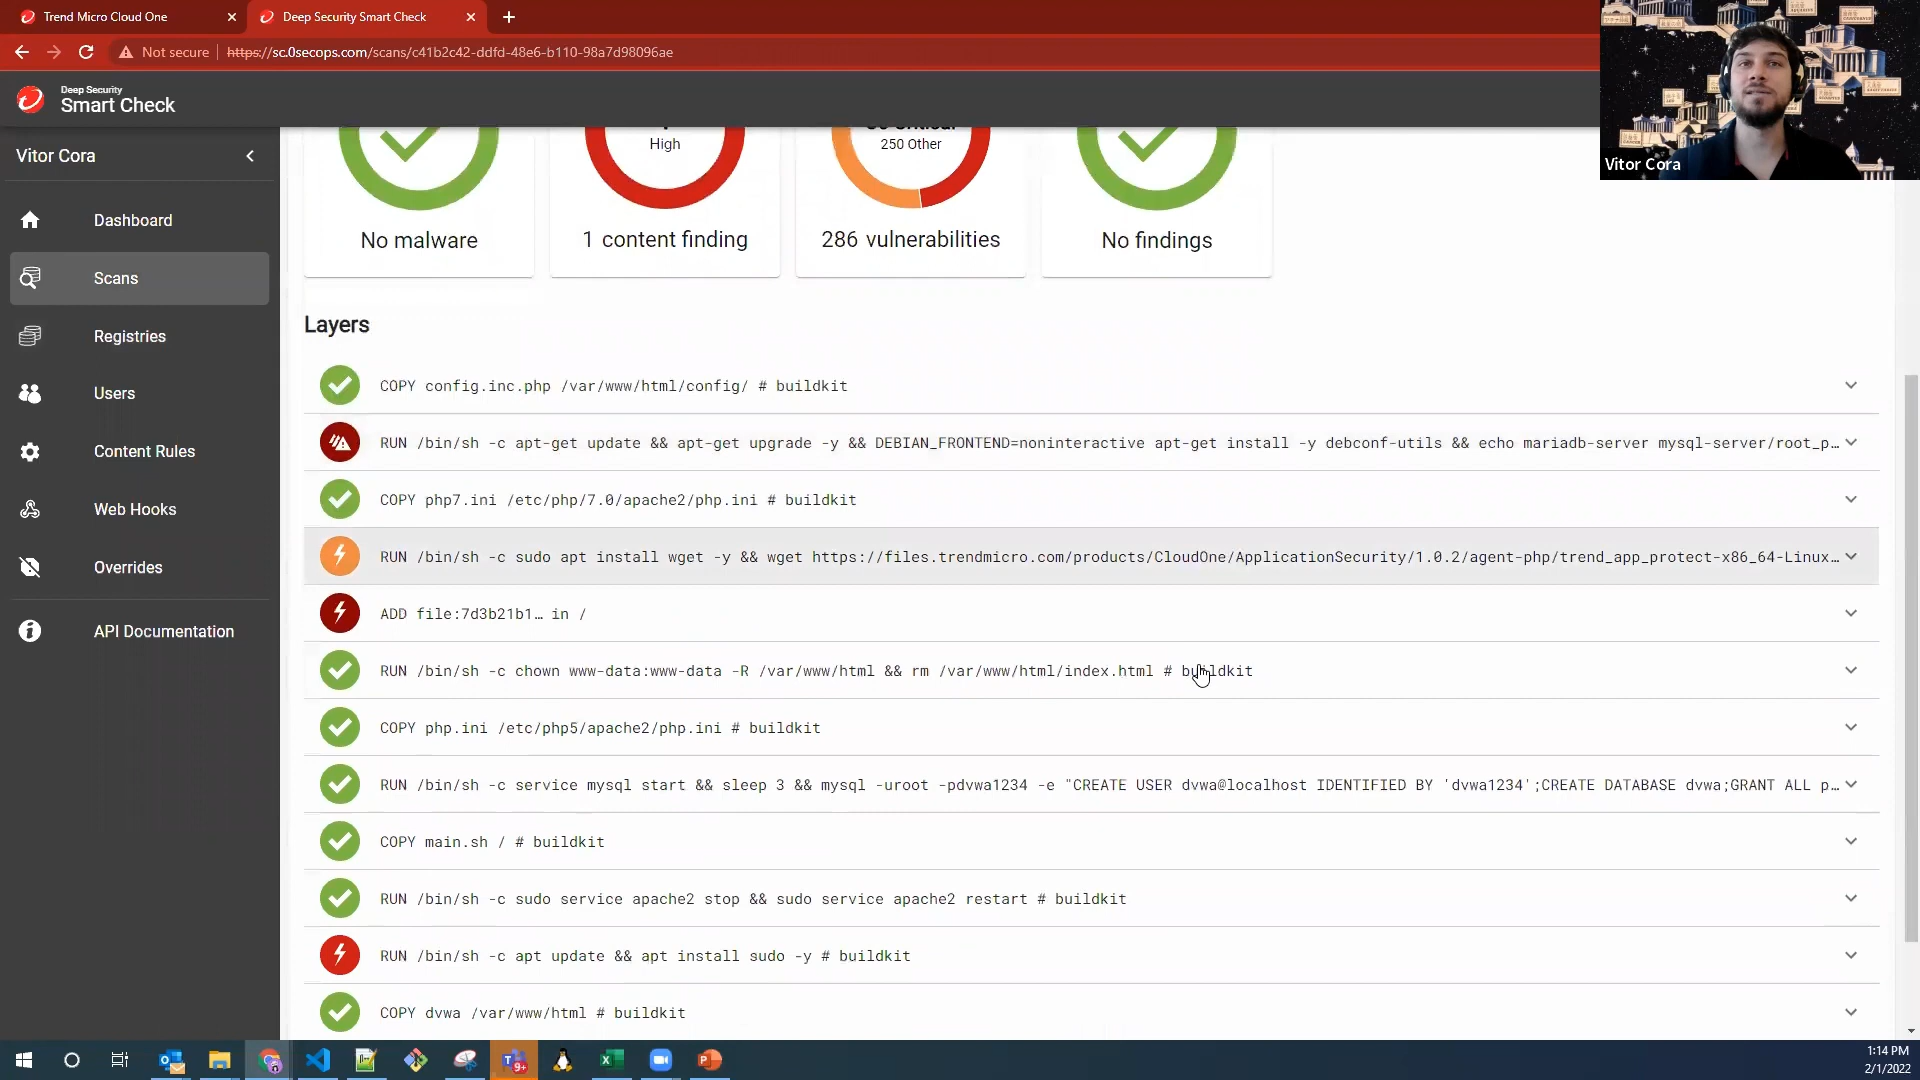 Trend Micro Cloud One
Deep Security Smart Check
Not secure
https://sc.0secops.com/scans/c41b2c42-ddfd-48e6-b110-98a7d98096ae
Deep Security
Smart Check
Vitor Cora
Vitor Cora
Dashboard
Scans
Registries
Users
Content Rules
Web Hooks
Overrides
API Documentation
High
Critical
250 Other
No malware
1 content finding
286 vulnerabilities
No findings
Layers
COPY config.inc.php /var/www/html/config/ # buildkit
RUN /bin/sh -c apt-get update && apt-get upgrade -y && DEBIAN_FRONTEND=noninteractive apt-get install -y debconf-utils && echo mariadb-server mysql-server/root_p…
COPY php7.ini /etc/php/7.0/apache2/php.ini # buildkit
RUN /bin/sh -c sudo apt install wget -y && wget https://files.trendmicro.com/products/CloudOne/ApplicationSecurity/1.0.2/agent-php/trend_app_protect-x86_64-Linux…
ADD file:7d3b21b1… in /
RUN /bin/sh -c chown www-data:www-data -R /var/www/html && rm /var/www/html/index.html # buildkit
COPY php.ini /etc/php5/apache2/php.ini # buildkit
RUN /bin/sh -c service mysql start && sleep 3 && mysql -uroot -pdvwa1234 -e "CREATE USER dvwa@localhost IDENTIFIED BY 'dvwa1234';CREATE DATABASE dvwa;GRANT ALL p…
COPY main.sh / # buildkit
RUN /bin/sh -c sudo service apache2 stop && sudo service apache2 restart # buildkit
RUN /bin/sh -c apt update && apt install sudo -y # buildkit
COPY dvwa /var/www/html # buildkit
9+
1:14 PM
2/1/2022